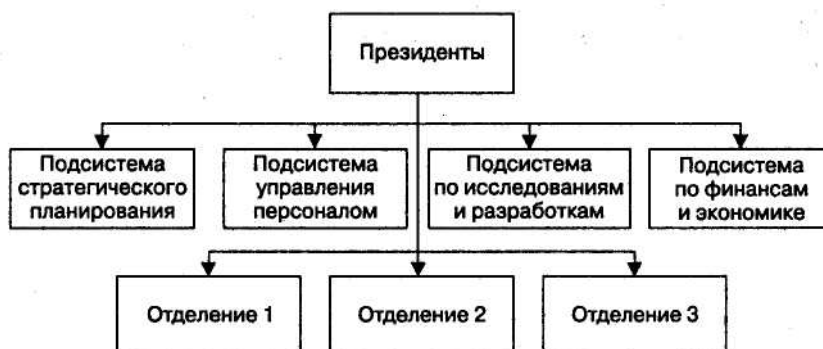 Президенты
Подсистема
стратегического
планирования
Подсистема
управления
персоналом
Подсистема
по исследованиям
и разработкам
Подсистема
по финансам
и экономике
Отделение 1
Отделение 2
Отделение 3